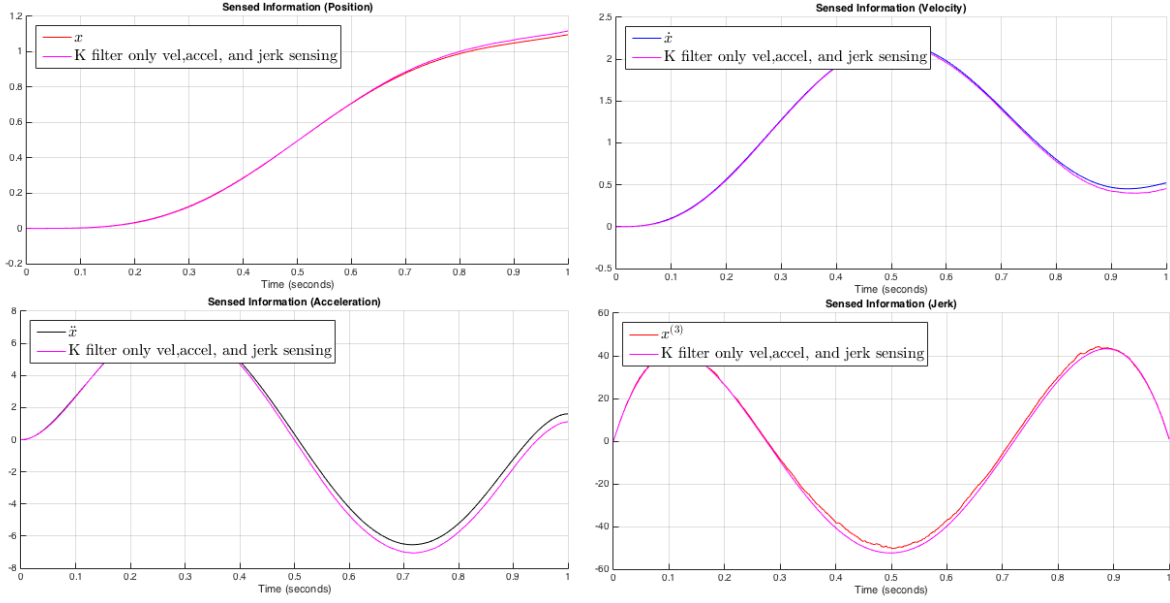 Sensed Information (Position)
1.2
1
0.8
0.6
0.4
0.2
0
-0.2
x
K filter only vel,accel, and jerk sensing
0 0.1 0.2 0.3 0.4 0.5 0.6 0.7 0.8 0.9 1
Time (seconds)
Sensed Information (Velocity)
2.5
2
1.5
1
0.5
0
-0.5
ẋ
K filter only vel,accel, and jerk sensing
0 0.1 0.2 0.3 0.4 0.5 0.6 0.7 0.8 0.9 1
Time (seconds)
Sensed Information (Acceleration)
8
6
4
2
0
-2
-4
-6
-8
ẍ
K filter only vel,accel, and jerk sensing
0 0.1 0.2 0.3 0.4 0.5 0.6 0.7 0.8 0.9 1
Time (seconds)
Sensed Information (Jerk)
60
40
20
0
-20
-40
-60
x⁽³⁾
K filter only vel,accel, and jerk sensing
0 0.1 0.2 0.3 0.4 0.5 0.6 0.7 0.8 0.9 1
Time (seconds)